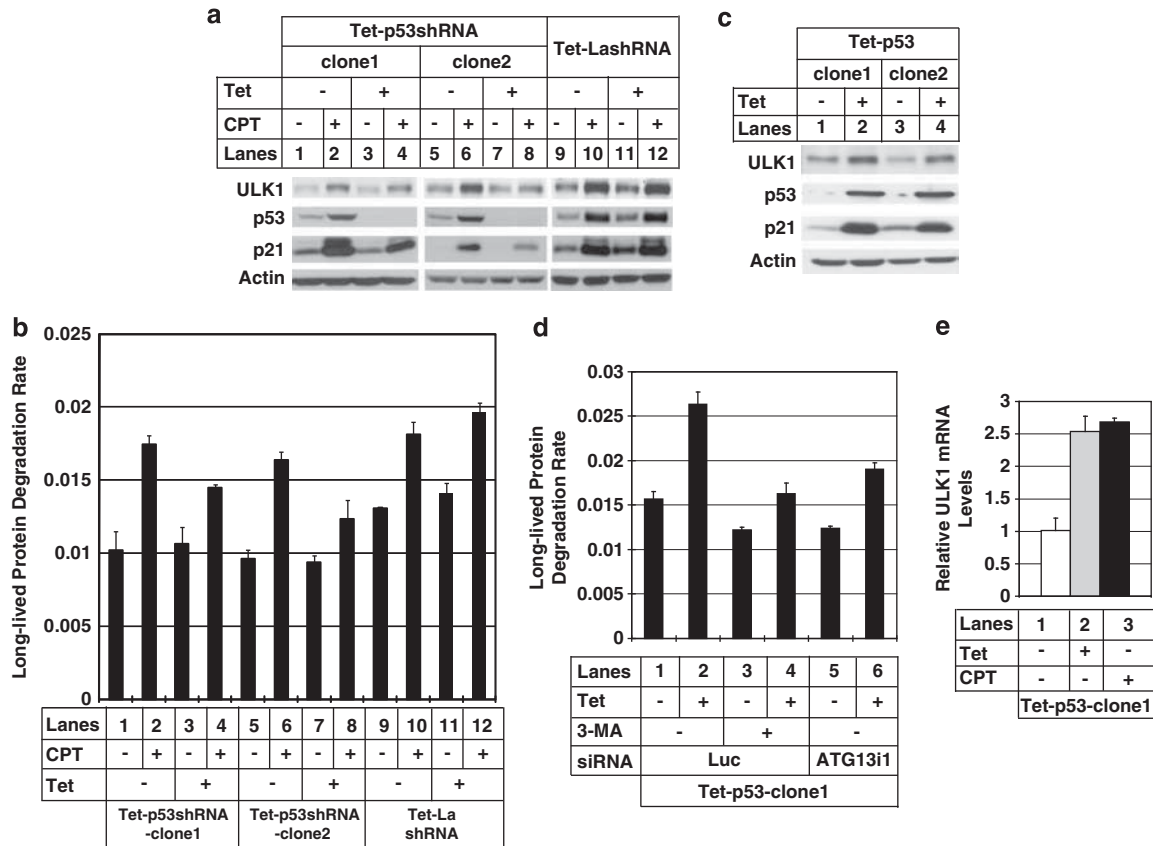 a
Tet-p53shRNA Tet-LashRNA
clone1 clone2
Tet - + - + - +
CPT - + - + - + - + - + - +
Lanes 1 2 3 4 5 6 7 8 9 10 11 12
ULK1
p53
p21
Actin
c
Tet-p53
clone1 clone2
Tet - + - +
Lanes 1 2 3 4
ULK1
p53
p21
Actin
b
Long-lived Protein Degradation Rate
0.025
0.02
0.015
0.01
0.005
0
Lanes 1 2 3 4 5 6 7 8 9 10 11 12
CPT - + - + - + - + - + - +
Tet - + - + - +
Tet-p53shRNA Tet-p53shRNA Tet-La
-clone1 -clone2 shRNA
d
Long-lived Protein
Degradation Rate
0.03
0.025
0.02
0.015
0.01
0.005
0
Lanes 1 2 3 4 5 6
Tet - + - + - +
3-MA - + -
siRNA Luc ATG13i1
Tet-p53-clone1
e
Relative ULK1 mRNA
Levels
3
2.5
2
1.5
1
0.5
0
Lanes 1 2 3
Tet - + -
CPT - - +
Tet-p53-clone1